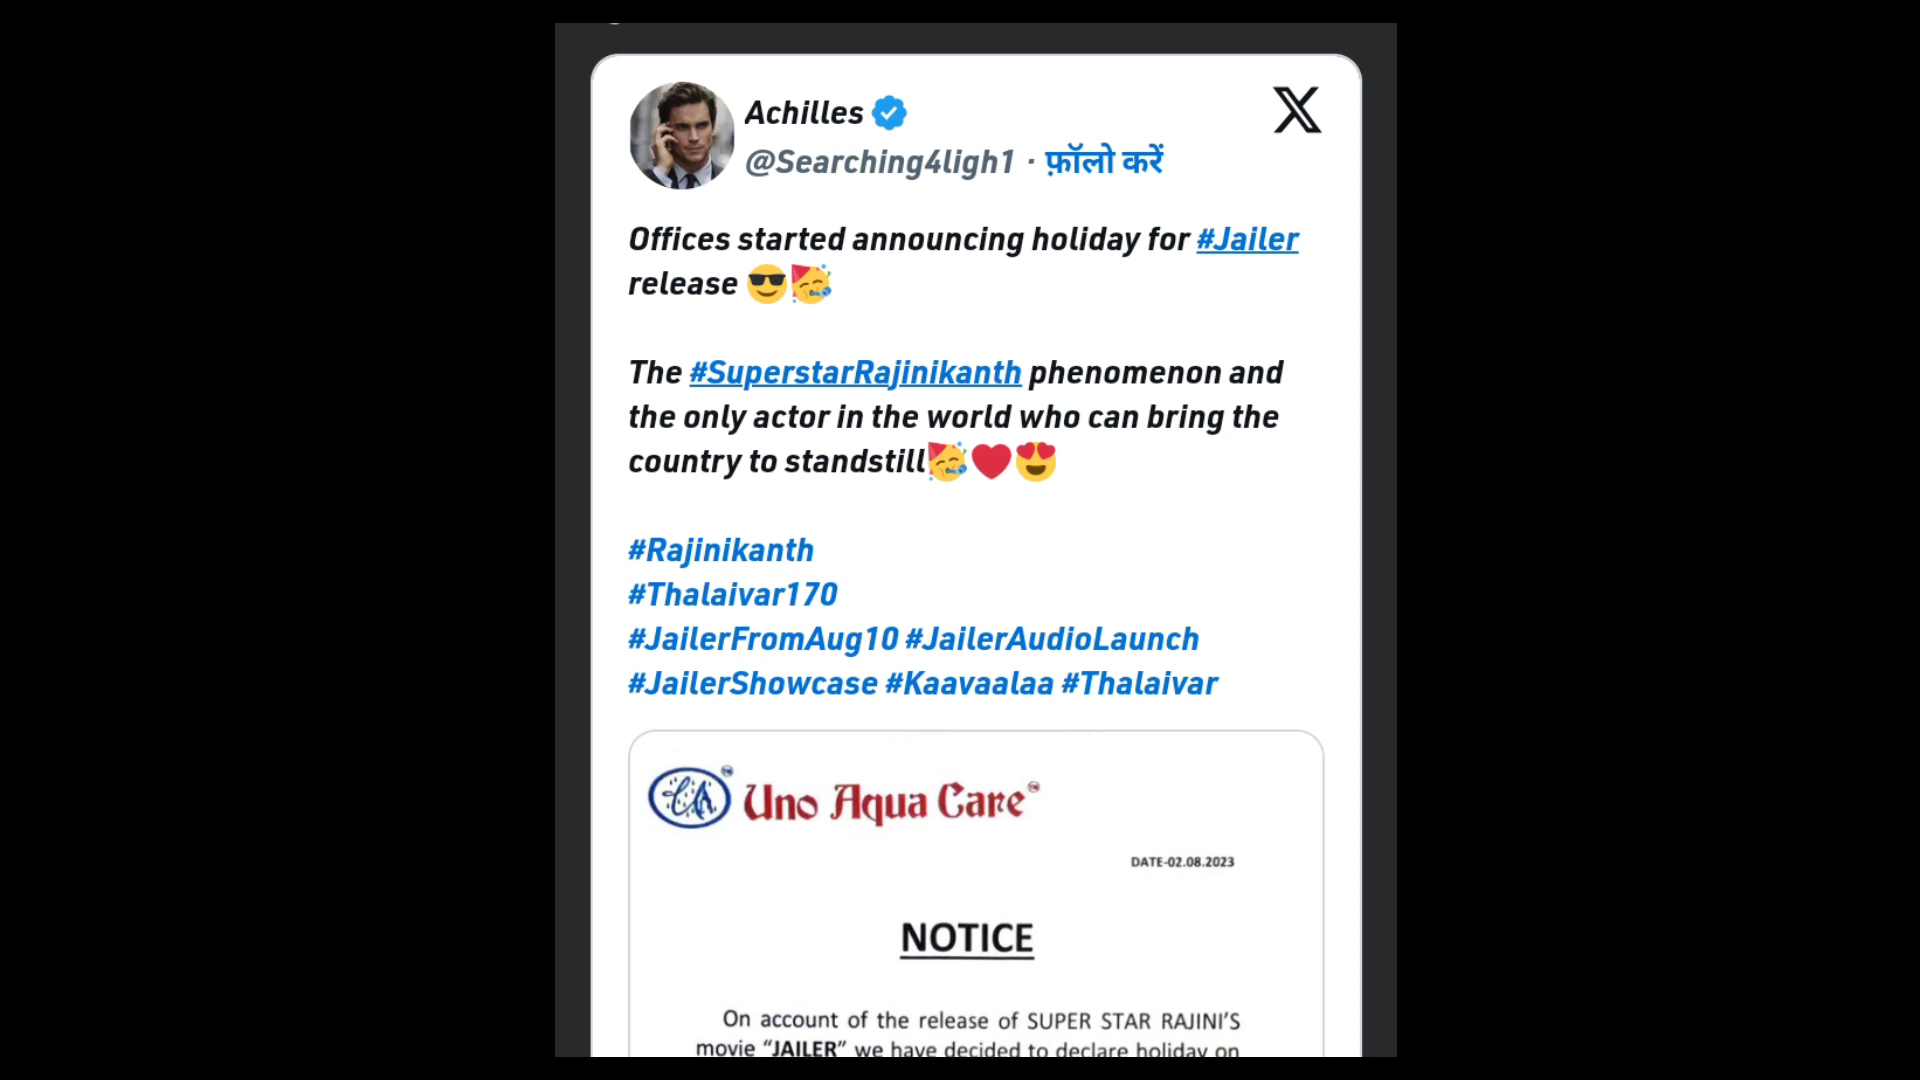 Achilles
@Searching4ligh1 · फ़ॉलो करें
Offices started announcing holiday for #Jailer
release 😎🥳
The #SuperstarRajinikanth phenomenon and
the only actor in the world who can bring the
country to standstill🥳❤️😍
#Rajinikanth
#Thalaivar170
#JailerFromAug10 #JailerAudioLaunch
#JailerShowcase #Kaavaalaa #Thalaivar
Uno Aqua Care
DATE-02.08.2023
NOTICE
On account of the release of SUPER STAR RAJINI'S
movie "JAILER" we have decided to declare holiday on